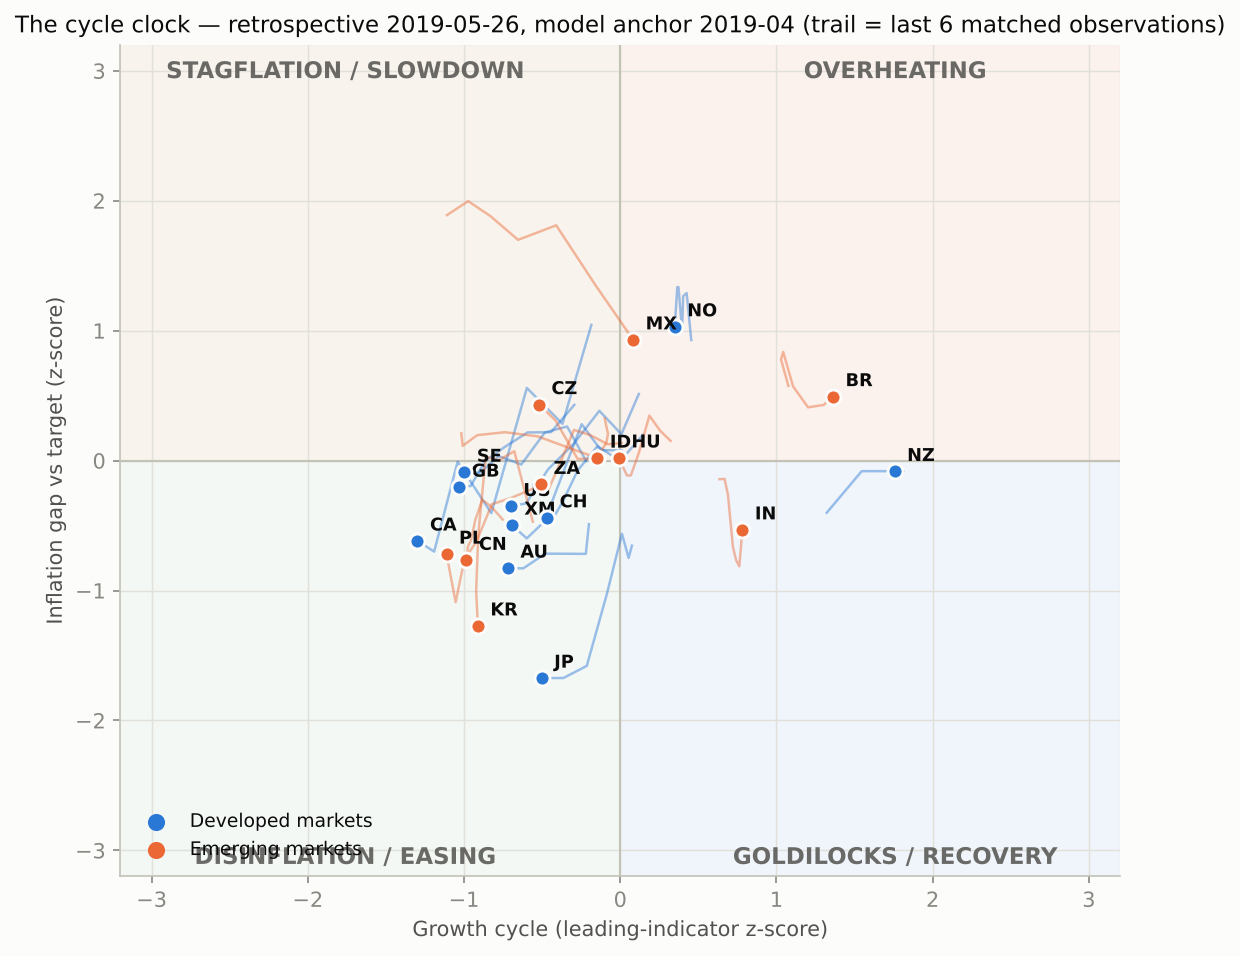 The cycle clock — retrospective 2019-05-26, model anchor 2019-04 (trail = last 6 matched observations)
STAGFLATION / SLOWDOWN
OVERHEATING
3
2
1
0
−1
−2
−3
Inflation gap vs target (z-score)
NO
MX
BR
CZ
ID
HU
NZ
SE
GB
ZA
US
XM
CH
IN
CA
PL
CN
AU
KR
JP
Developed markets
Emerging markets
DISINFLATION / EASING
GOLDILOCKS / RECOVERY
−3
−2
−1
0
1
2
3
Growth cycle (leading-indicator z-score)